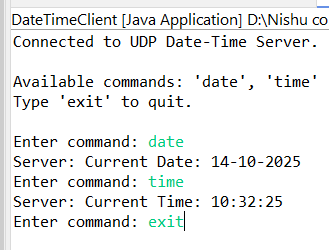 DateTimeClient [Java Application] D:\Nishu co
Connected to UDP Date-Time Server.
Available commands: 'date', 'time'
Type 'exit' to quit.
Enter command: date
Server: Current Date: 14-10-2025
Enter command: time
Server: Current Time: 10:32:25
Enter command: exit